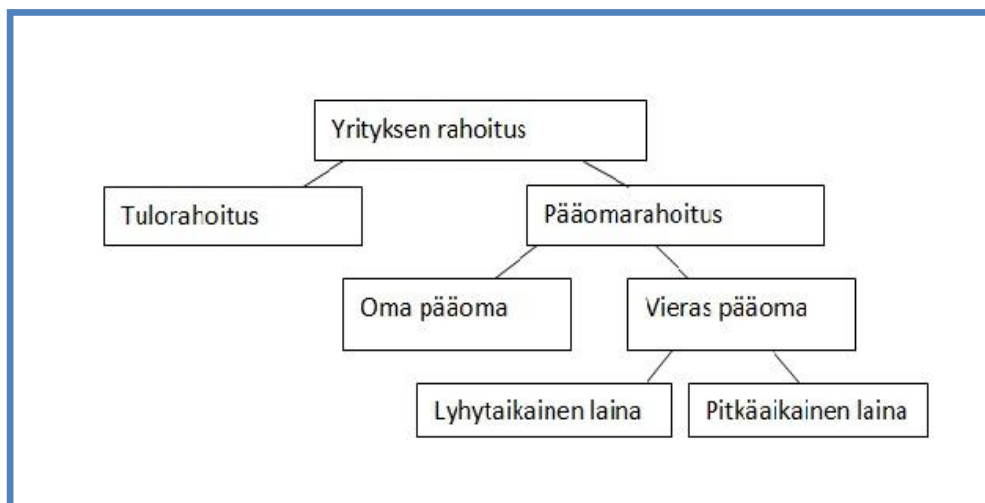 Yrityksen rahoitus
Tulorahoitus
Pääomarahoitus
Oma pääoma
Vieras pääoma
Lyhytaikainen laina
Pitkäaikainen laina